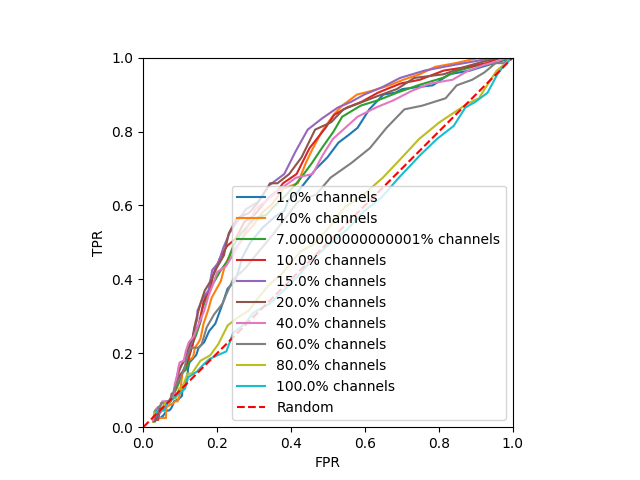 1.0
0.8
TPR
0.6
0.4
0.2
0.0
1.0% channels
4.0% channels
7.000000000000001% channels
10.0% channels
15.0% channels
20.0% channels
40.0% channels
60.0% channels
80.0% channels
100.0% channels
Random
0.0 0.2 0.4 0.6 0.8 1.0
FPR